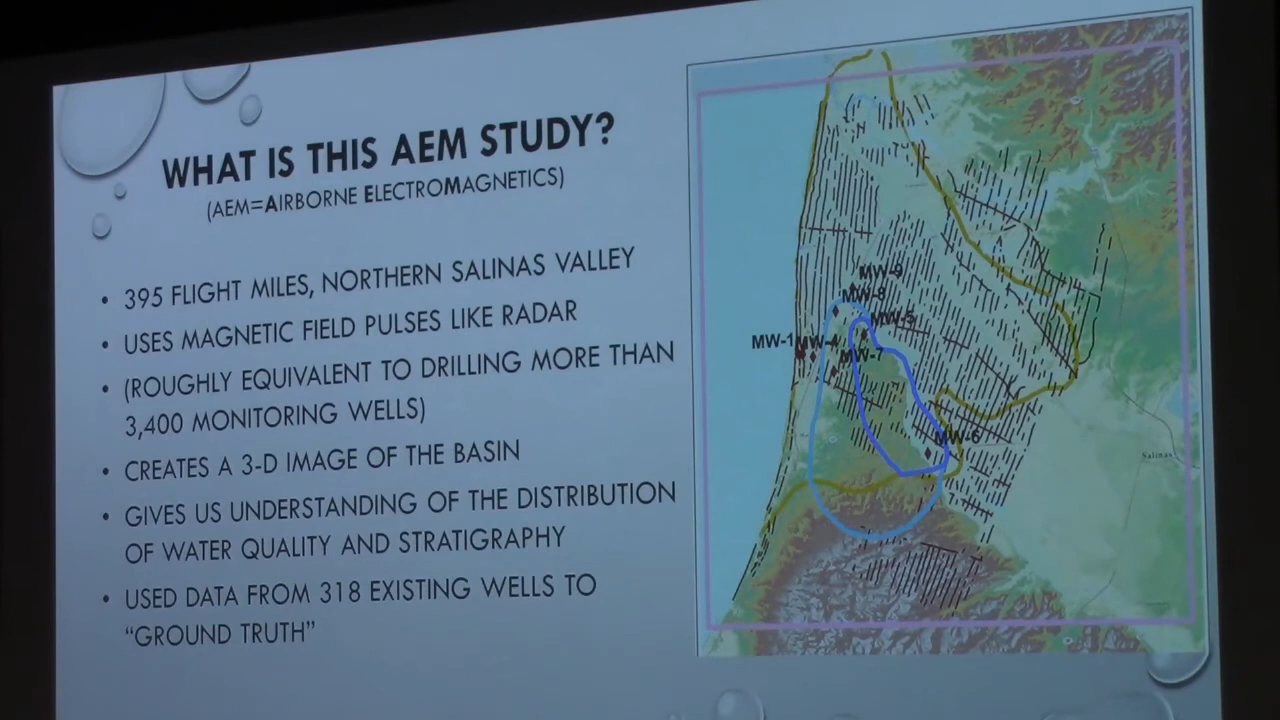 WHAT IS THIS AEM STUDY?
(AEM=AIRBORNE ELECTROMAGNETICS)
• 395 FLIGHT MILES, NORTHERN SALINAS VALLEY
• USES MAGNETIC FIELD PULSES LIKE RADAR
• (ROUGHLY EQUIVALENT TO DRILLING MORE THAN
3,400 MONITORING WELLS)
• CREATES A 3-D IMAGE OF THE BASIN
• GIVES US UNDERSTANDING OF THE DISTRIBUTION
OF WATER QUALITY AND STRATIGRAPHY
• USED DATA FROM 318 EXISTING WELLS TO
“GROUND TRUTH”
MW-9
MW-8
MW-5
MW-1
MW-4
MW-7
MW-6
Salinas